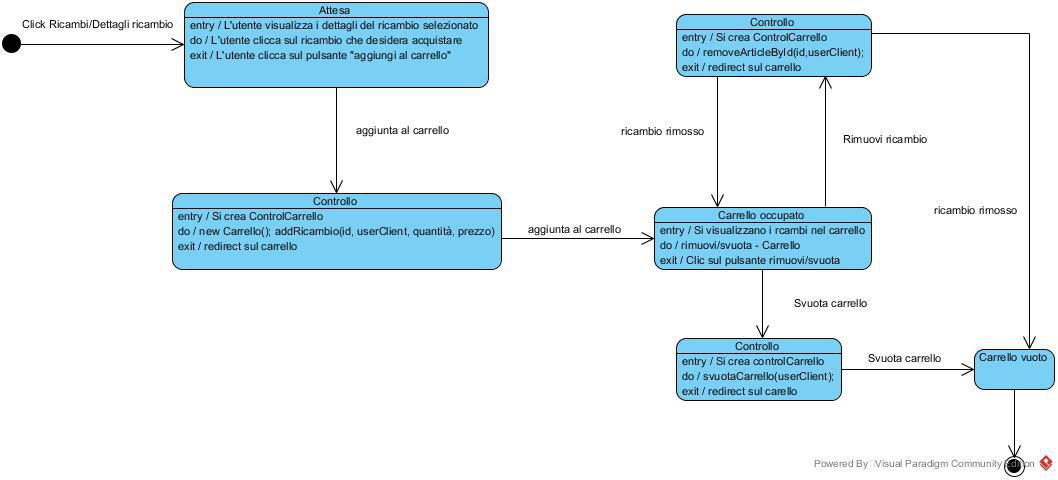 Click Ricambi/Dettagli ricambio
Attesa
entry / L'utente visualizza i dettagli del ricambio selezionato
do / L'utente clicca sul ricambio che desidera acquistare
exit / L'utente clicca sul pulsante "aggiungi al carrello"
aggiunta al carrello
Controllo
entry / Si crea ControlCarrello
do / new Carrello(); addRicambio(id, userClient, quantità, prezzo)
exit / redirect sul carrello
aggiunta al carrello
Controllo
entry / Si crea ControlCarrello
do / removeArticleById(id,userClient);
exit / redirect sul carrello
ricambio rimosso
Rimuovi ricambio
ricambio rimosso
Carrello occupato
entry / Si visualizzano i rcambi nel carrello
do / rimuovi/svuota - Carrello
exit / Clic sul pulsante rimuovi/svuota
Svuota carrello
Controllo
entry / Si crea controlCarrello
do / svuotaCarrello(userClient);
exit / redirect sul carello
Svuota carrello
Carrello vuoto
Powered By Visual Paradigm Community Edition